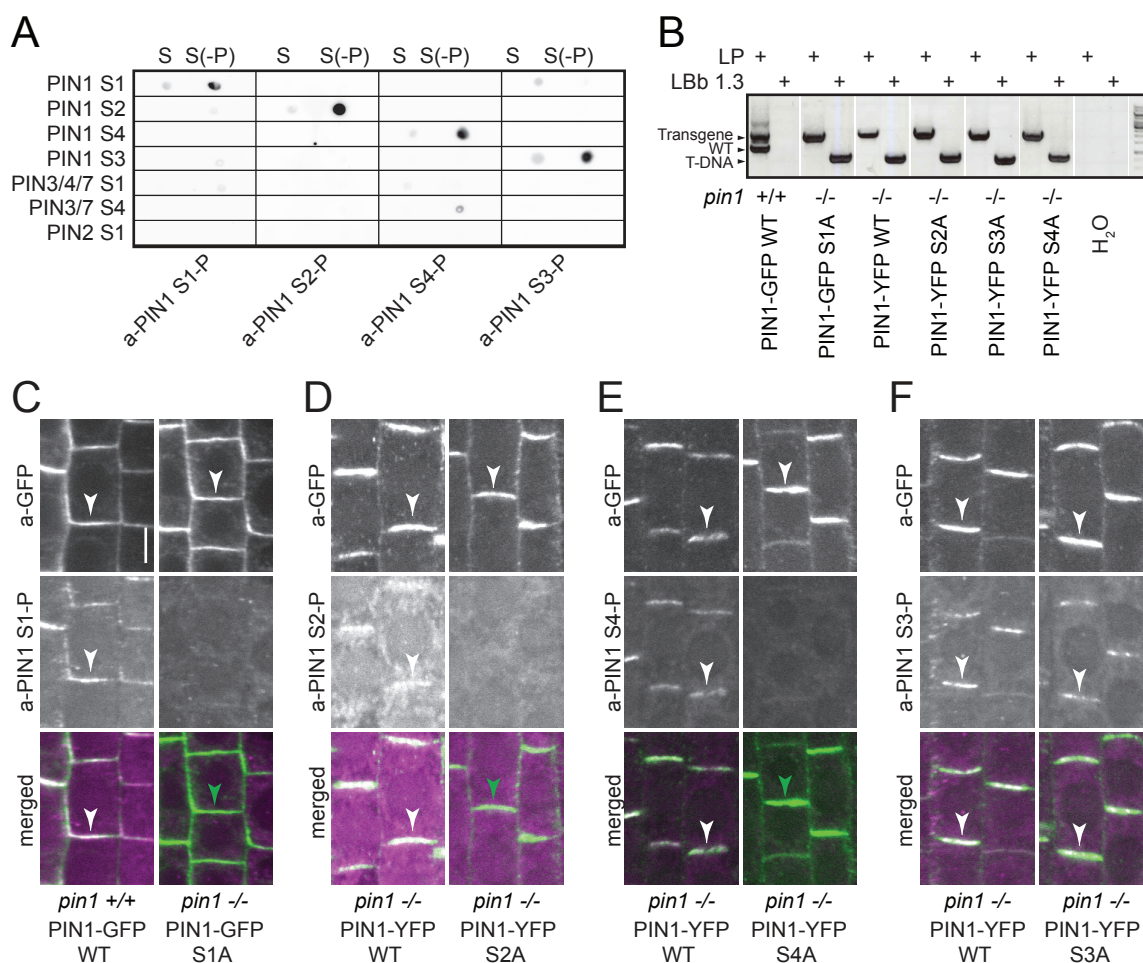 A
S S(-P) S S(-P) S S(-P) S S(-P)
PIN1 S1
PIN1 S2
PIN1 S4
PIN1 S3
PIN3/4/7 S1
PIN3/7 S4
PIN2 S1
a-PIN1 S1-P
a-PIN1 S2-P
a-PIN1 S4-P
a-PIN1 S3-P
B
LP + + + + + + +
LBb 1.3 + + + + + + +
Transgene
WT
T-DNA
pin1 +/+ -/- -/- -/- -/- -/-
PIN1-GFP WT
PIN1-GFP S1A
PIN1-YFP WT
PIN1-YFP S2A
PIN1-YFP S3A
PIN1-YFP S4A
H2O
C
a-GFP
a-PIN1 S1-P
merged
pin1 +/+ pin1 -/-
PIN1-GFP PIN1-GFP
WT S1A
D
a-GFP
a-PIN1 S2-P
merged
pin1 -/- pin1 -/-
PIN1-YFP PIN1-YFP
WT S2A
E
a-GFP
a-PIN1 S4-P
merged
pin1 -/- pin1 -/-
PIN1-YFP PIN1-YFP
WT S4A
F
a-GFP
a-PIN1 S3-P
merged
pin1 -/- pin1 -/-
PIN1-YFP PIN1-YFP
WT S3A